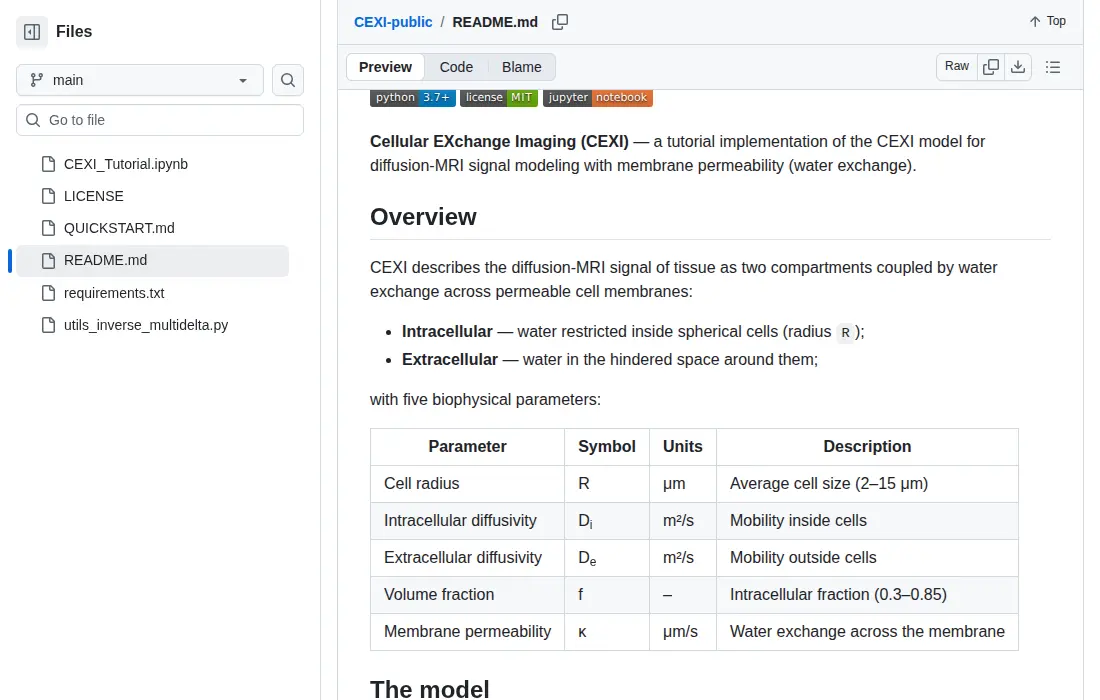 Files
main
Go to file
CEXI_Tutorial.ipynb
LICENSE
QUICKSTART.md
README.md
requirements.txt
utils_inverse_multidelta.py
CEXI-public / README.md
Top
Preview Code Blame
Raw
python 3.7+ license MIT jupyter notebook
Cellular EXchange Imaging (CEXI) — a tutorial implementation of the CEXI model for
diffusion-MRI signal modeling with membrane permeability (water exchange).
Overview
CEXI describes the diffusion-MRI signal of tissue as two compartments coupled by water
exchange across permeable cell membranes:
• Intracellular — water restricted inside spherical cells (radius R);
• Extracellular — water in the hindered space around them;
with five biophysical parameters:
Parameter Symbol Units Description
Cell radius R μm Average cell size (2–15 μm)
Intracellular diffusivity Di m²/s Mobility inside cells
Extracellular diffusivity De m²/s Mobility outside cells
Volume fraction f – Intracellular fraction (0.3–0.85)
Membrane permeability κ μm/s Water exchange across the membrane
The model